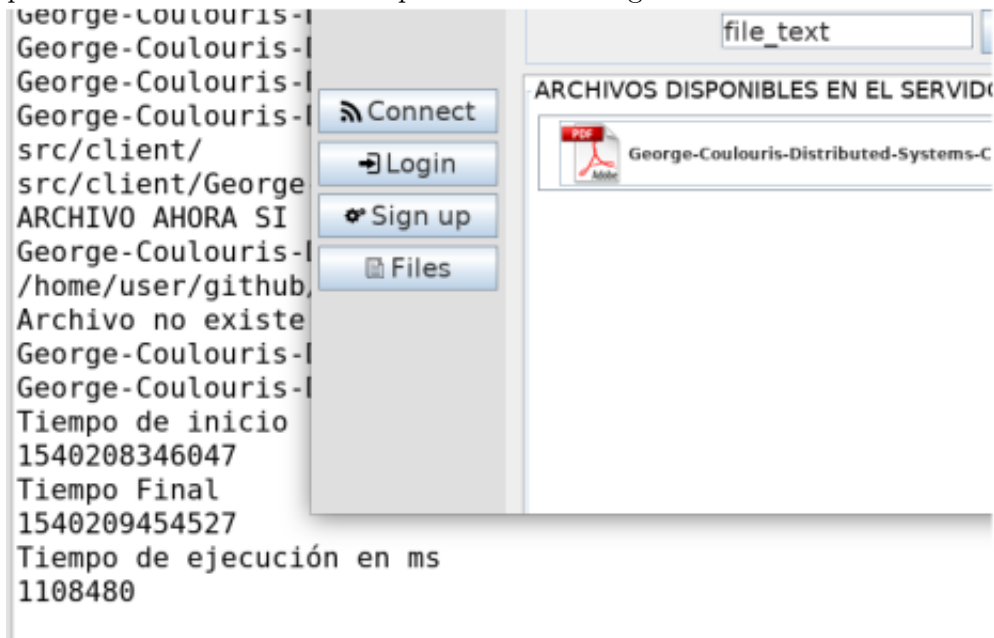 George-Coulouris-
George-Coulouris-
George-Coulouris-
George-Coulouris-
src/client/
src/client/George
ARCHIVO AHORA SI
George-Coulouris-
/home/user/github/
Archivo no existe
George-Coulouris-
George-Coulouris-
Tiempo de inicio
1540208346047
Tiempo Final
1540209454527
Tiempo de ejecución en ms
1108480
Connect
Login
Sign up
Files
file_text
ARCHIVOS DISPONIBLES EN EL SERVID
PDF
Adobe
George-Coulouris-Distributed-Systems-C